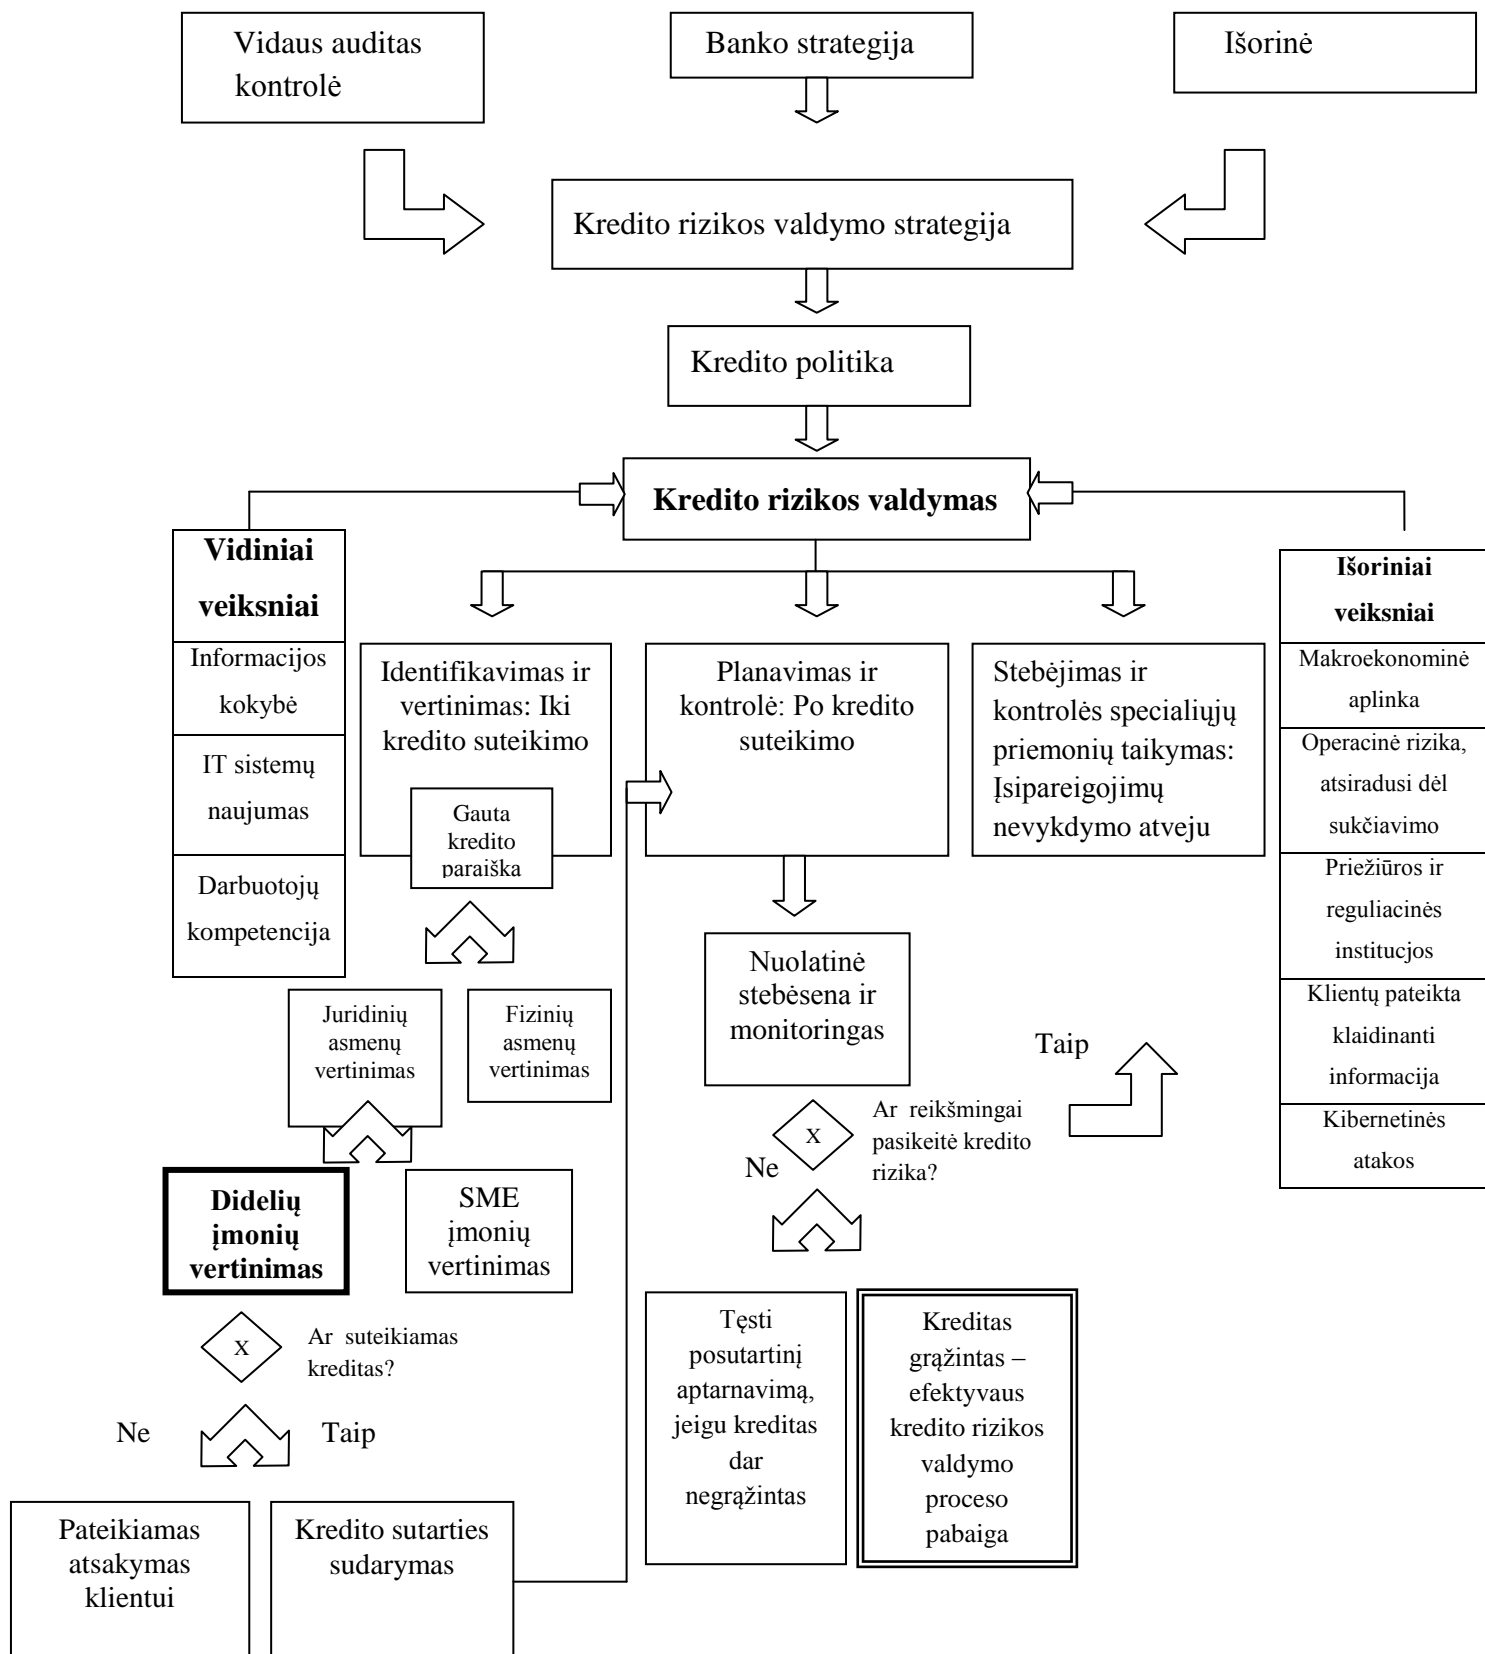 Vidaus auditas
kontrolė
Banko strategija
Išorinė
Kredito rizikos valdymo strategija
Kredito politika
Kredito rizikos valdymas
Vidiniai
veiksniai
Informacijos
kokybė
IT sistemų
naujumas
Darbuotojų
kompetencija
Identifikavimas ir
vertinimas: Iki
kredito suteikimo
Gauta
kredito
paraiška
Planavimas ir
kontrolė: Po kredito
suteikimo
Stebėjimas ir
kontrolės specialiųjų
priemonių taikymas:
Įsipareigojimų
nevykdymo atveju
Išoriniai
veiksniai
Makroekonominė
aplinka
Operacinė rizika,
atsiradusi dėl
sukčiavimo
Priežiūros ir
reguliacinės
institucjos
Klientų pateikta
klaidinanti
informacija
Kibernetinės
atakos
Juridinių
asmenų
vertinimas
Fizinių
asmenų
vertinimas
Nuolatinė
stebėsena ir
monitoringas
Taip
X
Ar reikšmingai
pasikeitė kredito
rizika?
Ne
Didelių
įmonių
vertinimas
SME
įmonių
vertinimas
X
Ar suteikiamas
kreditas?
Ne
Taip
Tęsti
posutartinį
aptarnavimą,
jeigu kreditas
dar
negrąžintas
Kreditas
grąžintas –
efektyvaus
kredito rizikos
valdymo
proceso
pabaiga
Pateikiamas
atsakymas
klientui
Kredito sutarties
sudarymas